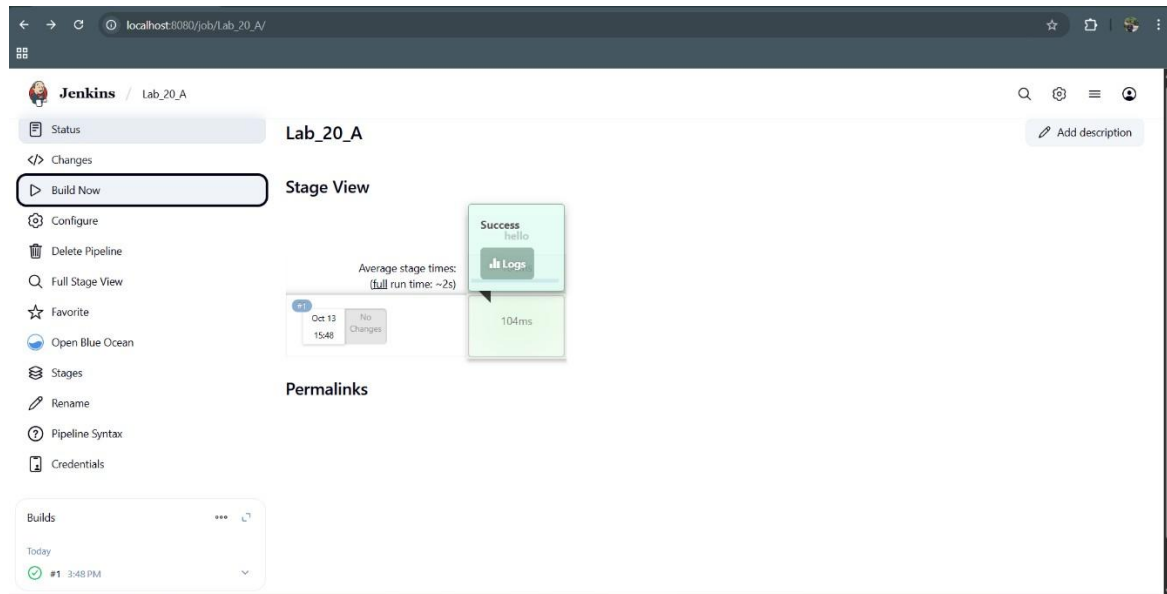 localhost:8080/job/Lab_20_A/
Jenkins / Lab_20_A
Status
Changes
Build Now
Configure
Delete Pipeline
Full Stage View
Favorite
Open Blue Ocean
Stages
Rename
Pipeline Syntax
Credentials
Builds
Today
#1 3:48 PM
Lab_20_A
Add description
Stage View
Success
hello
Logs
Average stage times:
(full run time: ~2s)
#1
Oct 13
15:48
No
Changes
104ms
Permalinks